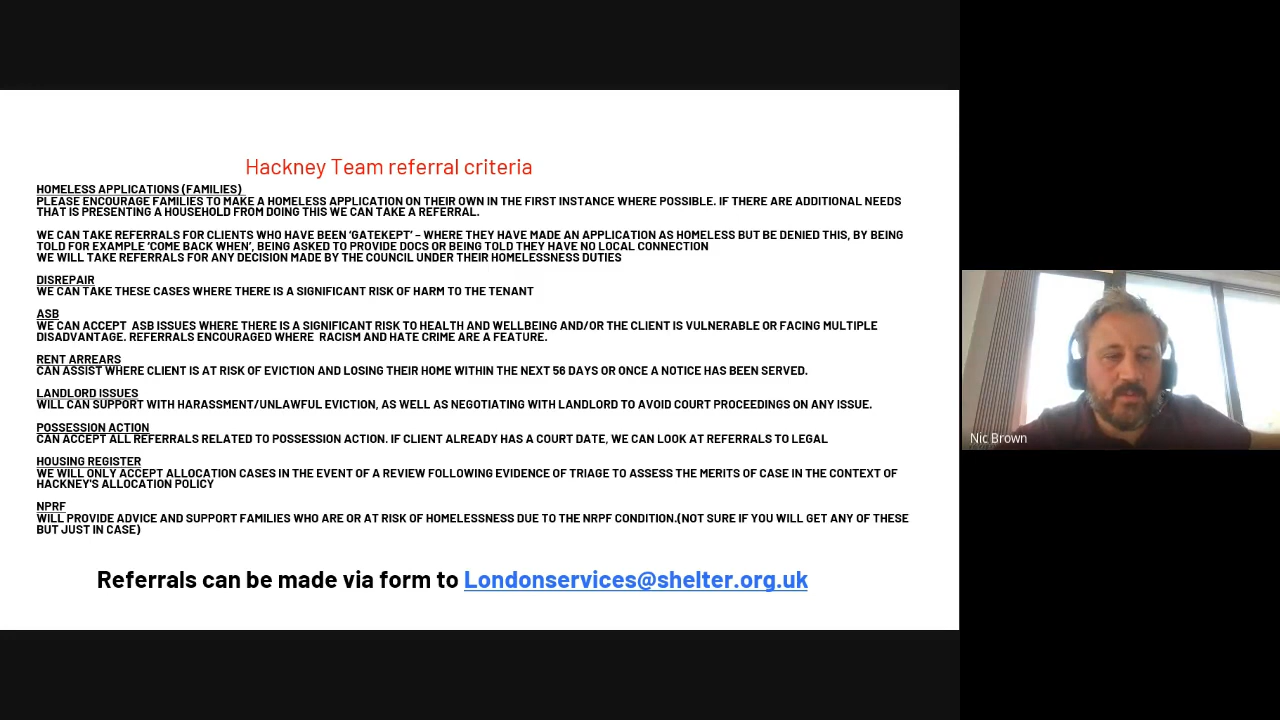 Hackney Team referral criteria
HOMELESS APPLICATIONS (FAMILIES)
PLEASE ENCOURAGE FAMILIES TO MAKE A HOMELESS APPLICATION ON THEIR OWN IN THE FIRST INSTANCE WHERE POSSIBLE. IF THERE ARE ADDITIONAL NEEDS
THAT IS PRESENTING A HOUSEHOLD FROM DOING THIS WE CAN TAKE A REFERRAL.
WE CAN TAKE REFERRALS FOR CLIENTS WHO HAVE BEEN ‘GATEKEPT’ – WHERE THEY HAVE MADE AN APPLICATION AS HOMELESS BUT BE DENIED THIS, BY BEING
TOLD FOR EXAMPLE ‘COME BACK WHEN’, BEING ASKED TO PROVIDE DOCS OR BEING TOLD THEY HAVE NO LOCAL CONNECTION
WE WILL TAKE REFERRALS FOR ANY DECISION MADE BY THE COUNCIL UNDER THEIR HOMELESSNESS DUTIES
DISREPAIR
WE CAN TAKE THESE CASES WHERE THERE IS A SIGNIFICANT RISK OF HARM TO THE TENANT
ASB
WE CAN ACCEPT ASB ISSUES WHERE THERE IS A SIGNIFICANT RISK TO HEALTH AND WELLBEING AND/OR THE CLIENT IS VULNERABLE OR FACING MULTIPLE
DISADVANTAGE. REFERRALS ENCOURAGED WHERE RACISM AND HATE CRIME ARE A FEATURE.
RENT ARREARS
CAN ASSIST WHERE CLIENT IS AT RISK OF EVICTION AND LOSING THEIR HOME WITHIN THE NEXT 56 DAYS OR ONCE A NOTICE HAS BEEN SERVED.
LANDLORD ISSUES
WILL CAN SUPPORT WITH HARASSMENT/UNLAWFUL EVICTION, AS WELL AS NEGOTIATING WITH LANDLORD TO AVOID COURT PROCEEDINGS ON ANY ISSUE.
POSSESSION ACTION
CAN ACCEPT ALL REFERRALS RELATED TO POSSESSION ACTION. IF CLIENT ALREADY HAS A COURT DATE, WE CAN LOOK AT REFERRALS TO LEGAL
HOUSING REGISTER
WE WILL ONLY ACCEPT ALLOCATION CASES IN THE EVENT OF A REVIEW FOLLOWING EVIDENCE OF TRIAGE TO ASSESS THE MERITS OF CASE IN THE CONTEXT OF
HACKNEY'S ALLOCATION POLICY
NPRF
WILL PROVIDE ADVICE AND SUPPORT FAMILIES WHO ARE OR AT RISK OF HOMELESSNESS DUE TO THE NRPF CONDITION.(NOT SURE IF YOU WILL GET ANY OF THESE
BUT JUST IN CASE)
Referrals can be made via form to Londonservices@shelter.org.uk
Nic Brown